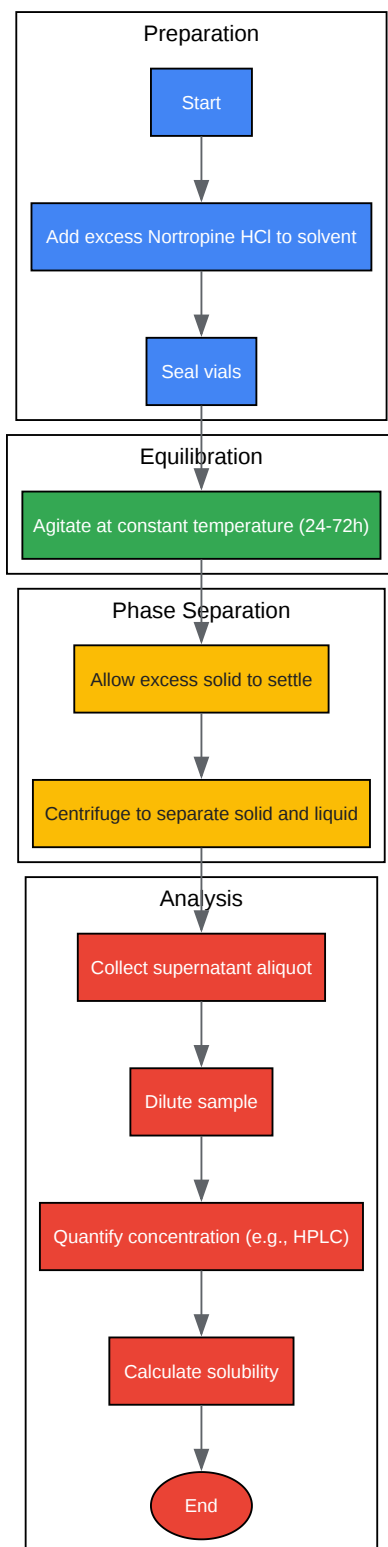 Preparation
Start
Add excess Nortropine HCl to solvent
Seal vials
Equilibration
Agitate at constant temperature (24-72h)
Phase Separation
Allow excess solid to settle
Centrifuge to separate solid and liquid
Analysis
Collect supernatant aliquot
Dilute sample
Quantify concentration (e.g., HPLC)
Calculate solubility
End